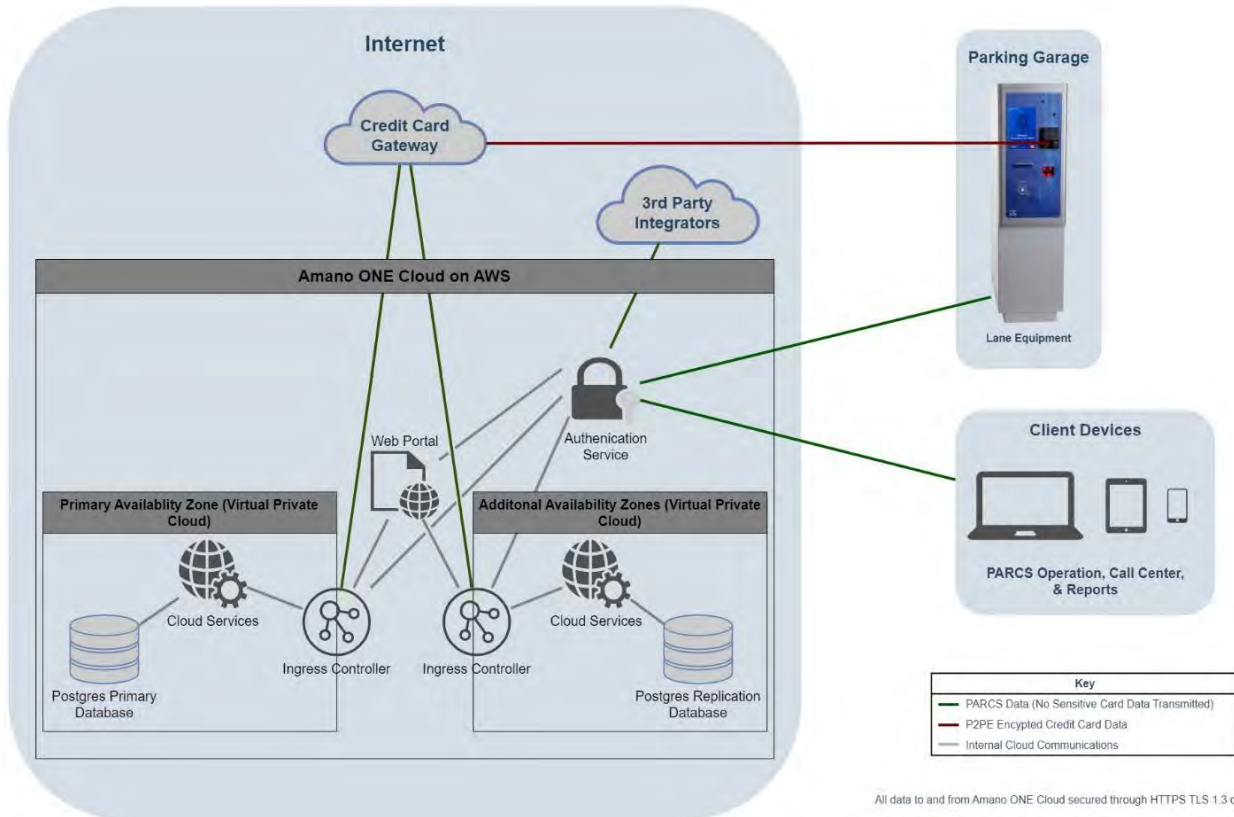 Internet
Parking Garage
Credit Card
Gateway
3rd Party
Integrators
Amano ONE Cloud on AWS
Lane Equipment
Web Portal
Authenication
Service
Client Devices
Primary Availablity Zone (Virtual Private
Cloud)
Additonal Availability Zones (Virtual Private
Cloud)
PARCS Operation, Call Center,
& Reports
Cloud Services
Cloud Services
Ingress Controller
Ingress Controller
Postgres Primary
Database
Postgres Replication
Database
Key
PARCS Data (No Sensitive Card Data Transmitted)
P2PE Encypted Credit Card Data
Internal Cloud Communications
All data to and from Amano ONE Cloud secured through HTTPS TLS 1.3